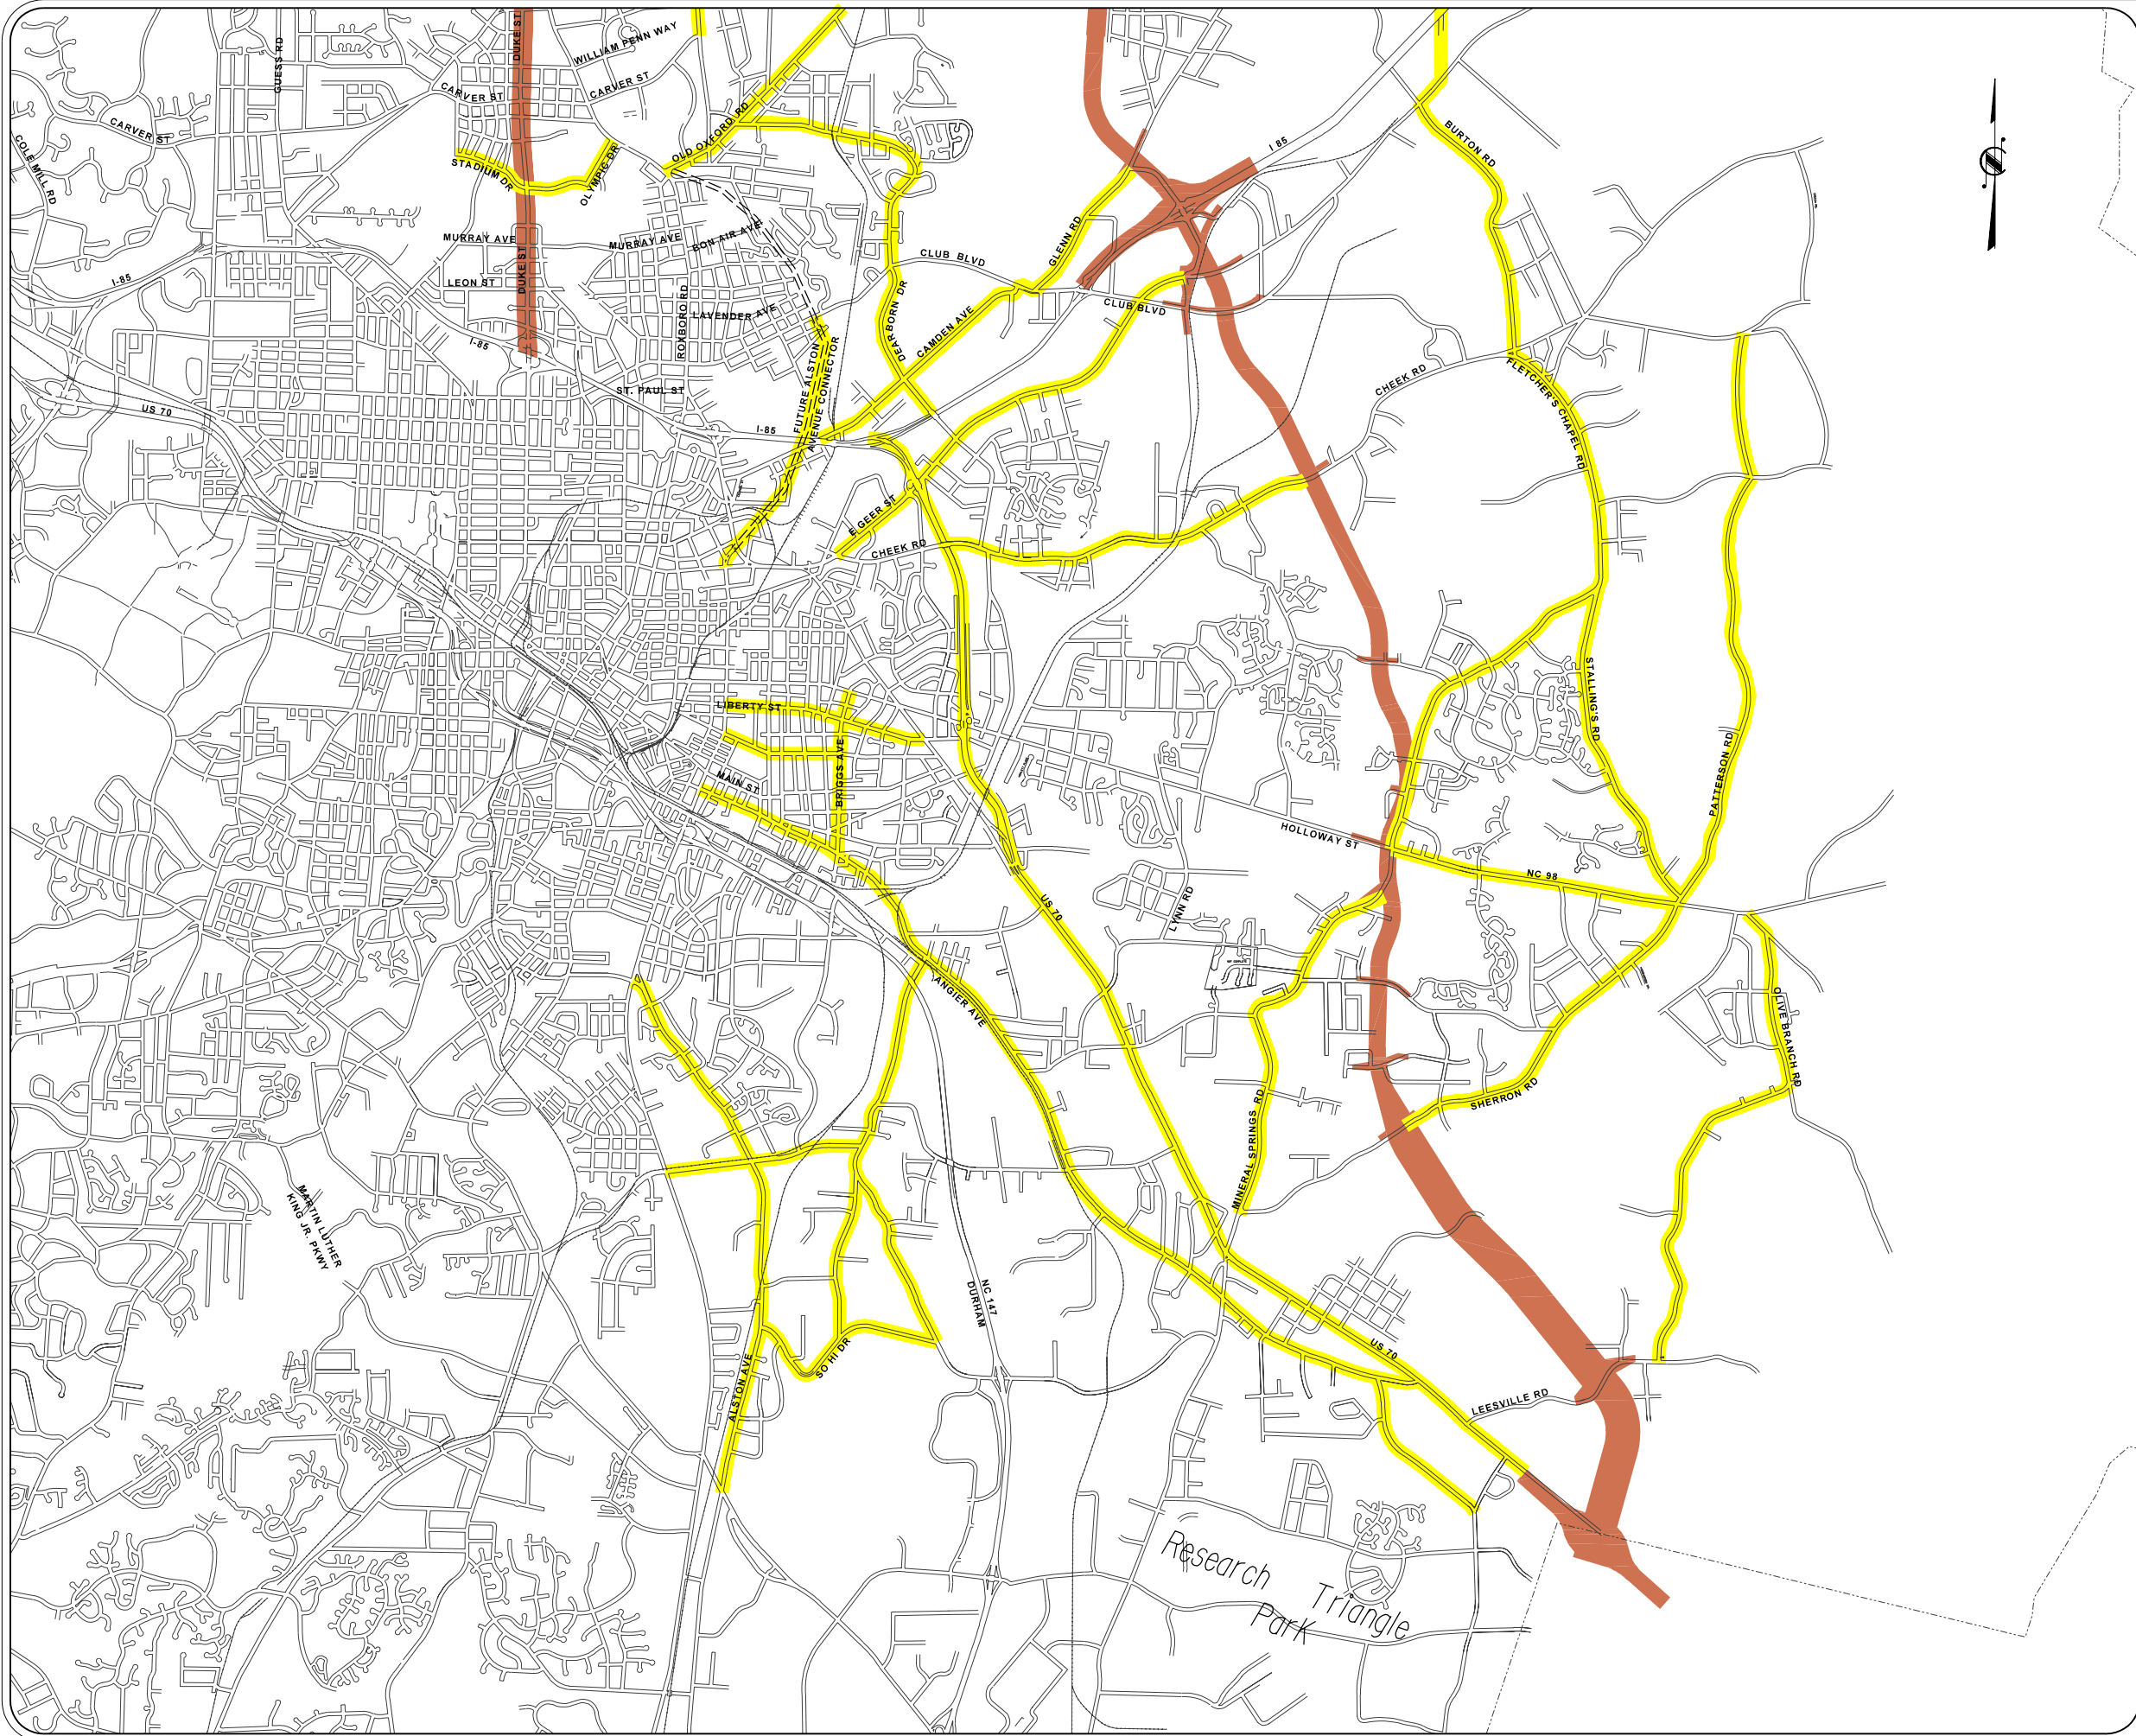 DUKE ST
GUESS RD
WILLIAM PENN WAY
CARVER ST
CARVER ST
CARVER ST
COLE MILL RD
STADIUM DR
OLYMPIC DR
OLD OXFORD RD
I 85
BURTON RD
MURRAY AVE
MURRAY AVE
BON AIR AVE
DUKE ST
GLENN RD
CLUB BLVD
I-85
LEON ST
ROXBORO RD
LAVENDER AVE
DEARBORN DR
CAMDEN AVE
CLUB BLVD
I-85
FUTURE ALSTON
AVENUE CONNECTOR
ST. PAUL ST
US 70
I-85
CHEEK RD
FLETCHER'S CHAPEL RD
E GEER ST
CHEEK RD
STALLING'S RD
LIBERTY ST
BRIGGS AVE
MAIN ST
PATTERSON RD
HOLLOWAY ST
NC 98
LYNN RD
US 70
ANGIER AVE
OLIVE BRANCH RD
SHERRON RD
MINERAL SPRINGS RD
MARTIN LUTHER
KING JR. PKWY
NC 147
DURHAM
SO HI DR
ALSTON AVE
US 70
LEESVILLE RD
Research Triangle
Park